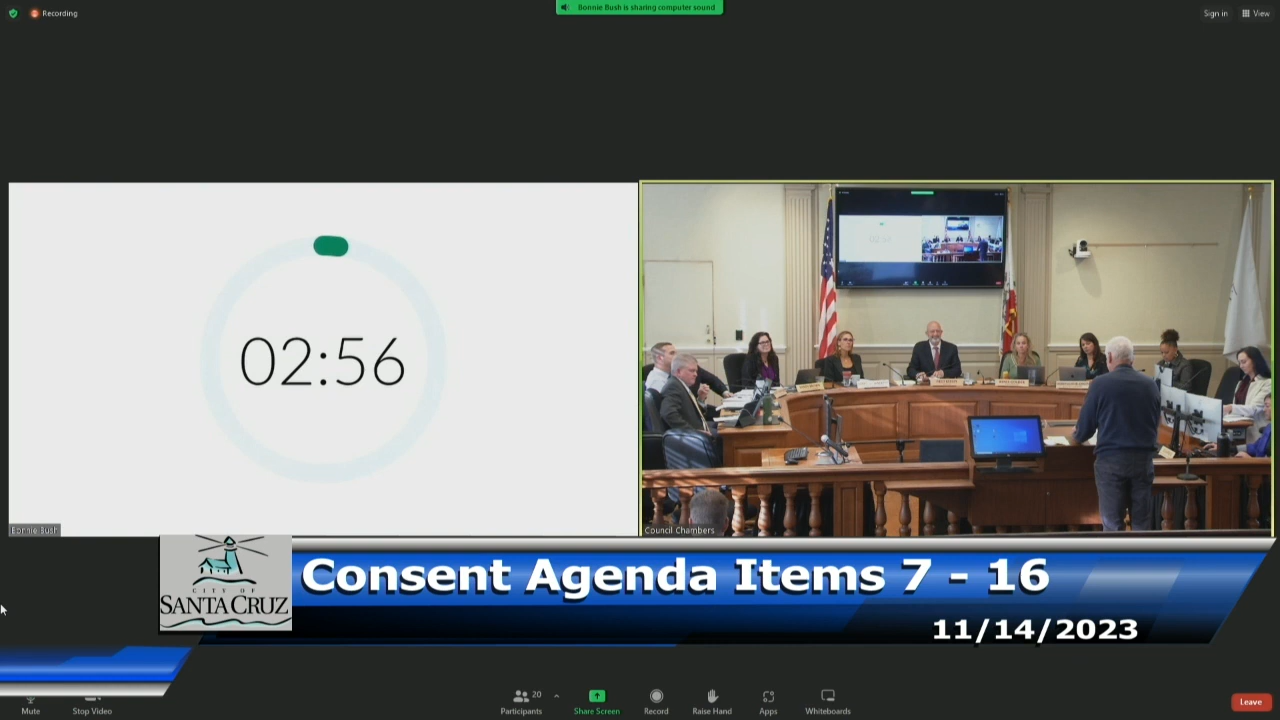 Recording
Bonnie Bush is sharing computer sound
Sign in
View
02:56
Bonnie Bush
Council Chambers
CITY OF
SANTA CRUZ
Consent Agenda Items 7 - 16
11/14/2023
Mute
Stop Video
Participants
20
Share Screen
Record
Raise Hand
Apps
Whiteboards
Leave